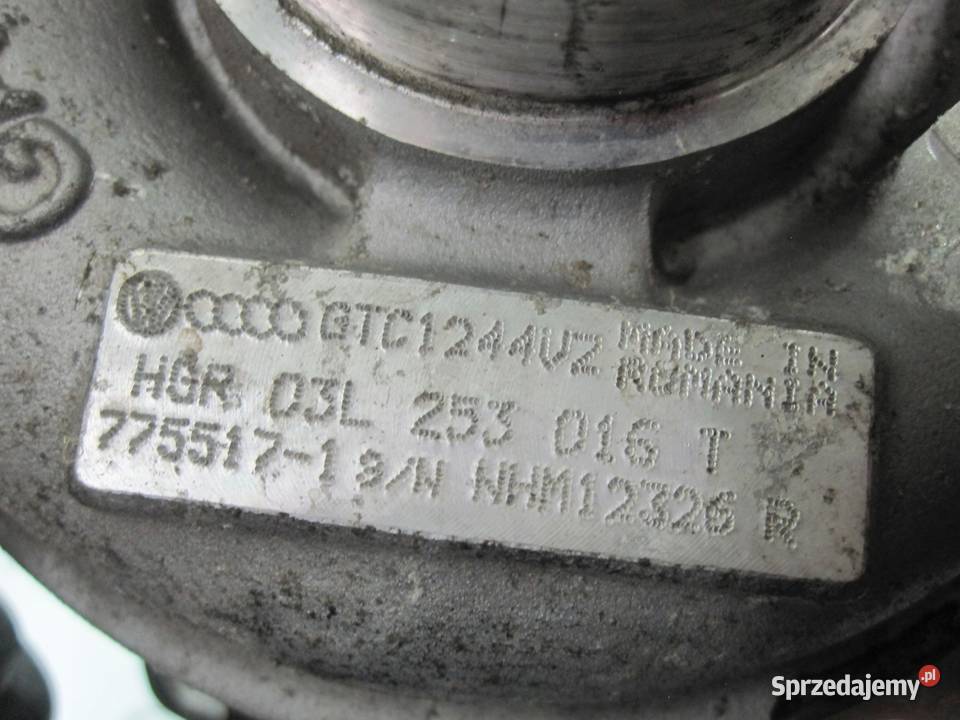 GTC1244VZ MADE IN ROMANIA
HGR 03L 253 016 T
775517-1 S/N NHM12326 R
Sprzedajemy.pl